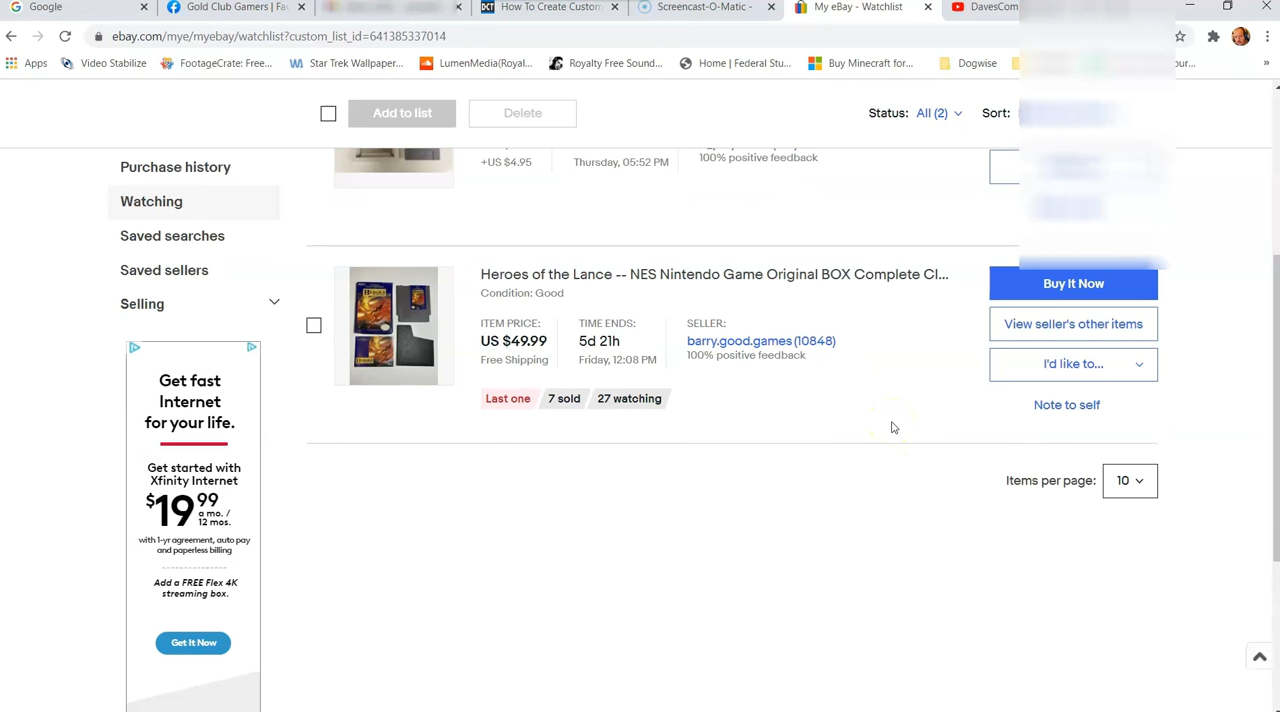 Google
Gold Club Gamers | Fac
How To Create Custom
Screencast-O-Matic -
My eBay - Watchlist
DavesCom
ebay.com/mye/myebay/watchlist?custom_list_id=641385337014
Apps
Video Stabilize
FootageCrate: Free...
Star Trek Wallpaper...
LumenMedia(Royal...
Royalty Free Sound...
Home | Federal Stu...
Buy Minecraft for...
Dogwise
»
Add to list
Delete
Status: All (2)
Sort:
Purchase history
Watching
Saved searches
Saved sellers
Selling
+US $4.95
Thursday, 05:52 PM
100% positive feedback
Heroes of the Lance -- NES Nintendo Game Original BOX Complete CI...
Condition: Good
ITEM PRICE:
US $49.99
Free Shipping
TIME ENDS:
5d 21h
Friday, 12:08 PM
SELLER:
barry.good.games (10848)
100% positive feedback
Last one
7 sold
27 watching
Buy It Now
View seller's other items
I'd like to...
Note to self
Items per page:
10
Get fast
Internet
for your life.
Get started with
Xfinity Internet
$19.99
a mo. /
12 mos.
with 1-yr agreement, auto pay
and paperless billing
Add a FREE Flex 4K
streaming box.
Get It Now